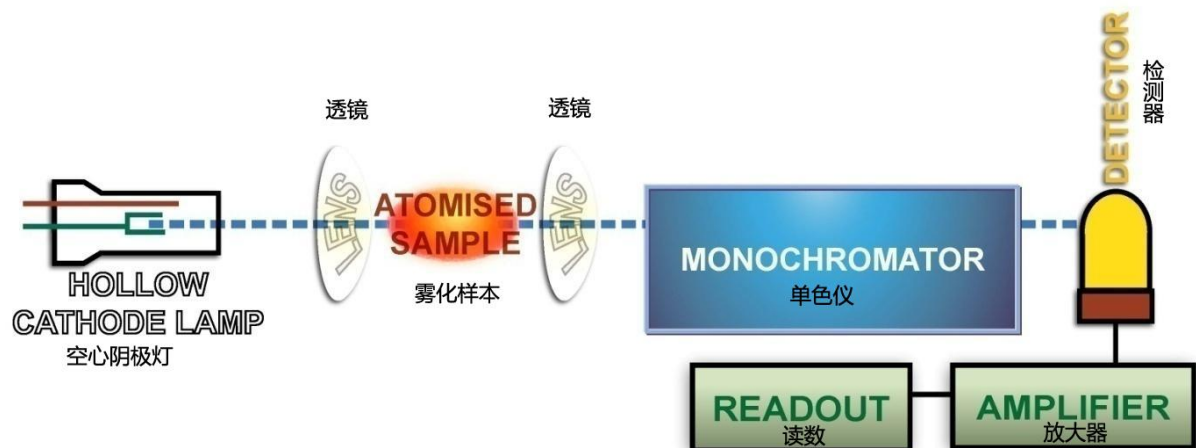 HOLLOW
CATHODE LAMP
空心阴极灯
透镜
LENS
ATOMISED
SAMPLE
雾化样本
透镜
LENS
MONOCHROMATOR
单色仪
DETECTOR
检测器
AMPLIFIER
放大器
READOUT
读数